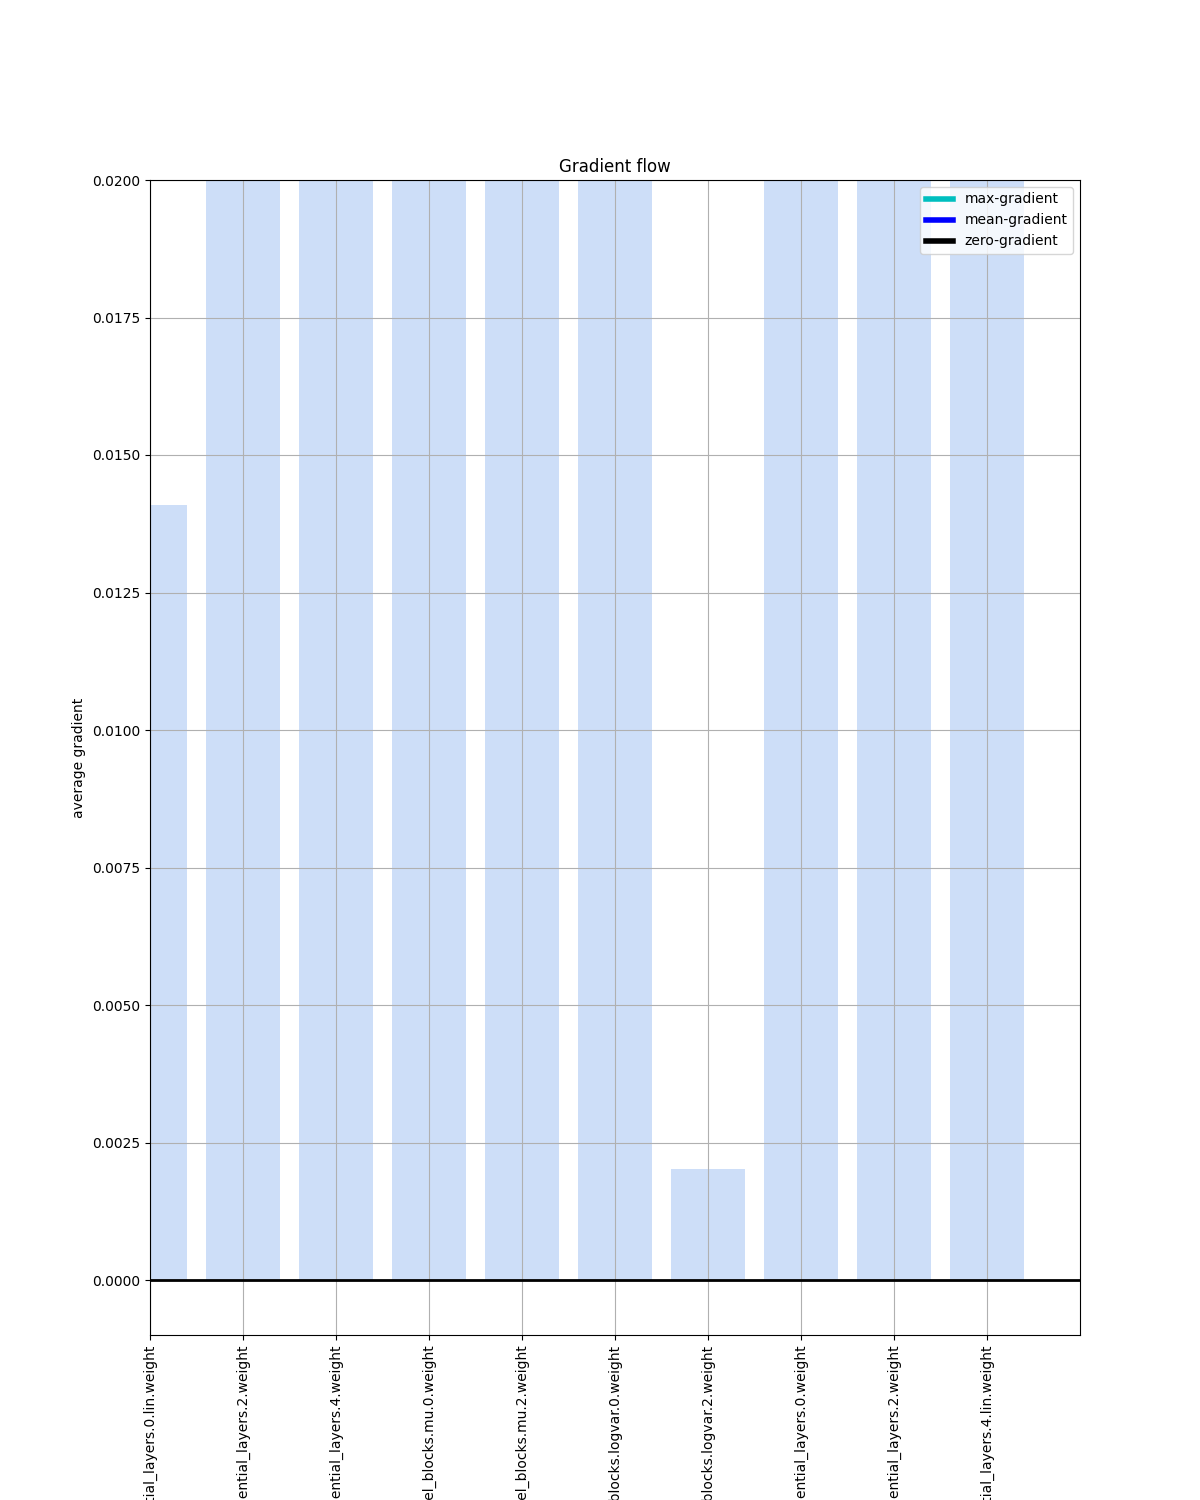 Gradient flow
max-gradient
mean-gradient
zero-gradient
0.0200
0.0175
0.0150
0.0125
0.0100
0.0075
0.0050
0.0025
0.0000
average gradient
tial_layers.0.lin.weight
ential_layers.2.weight
ential_layers.4.weight
el_blocks.mu.0.weight
el_blocks.mu.2.weight
blocks.logvar.0.weight
blocks.logvar.2.weight
ential_layers.0.weight
ential_layers.2.weight
tial_layers.4.lin.weight